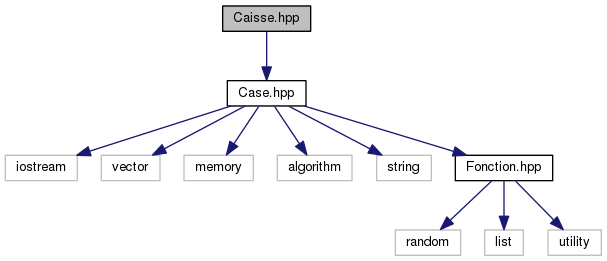 Caisse.hpp
Case.hpp
iostream
vector
memory
algorithm
string
Fonction.hpp
random
list
utility